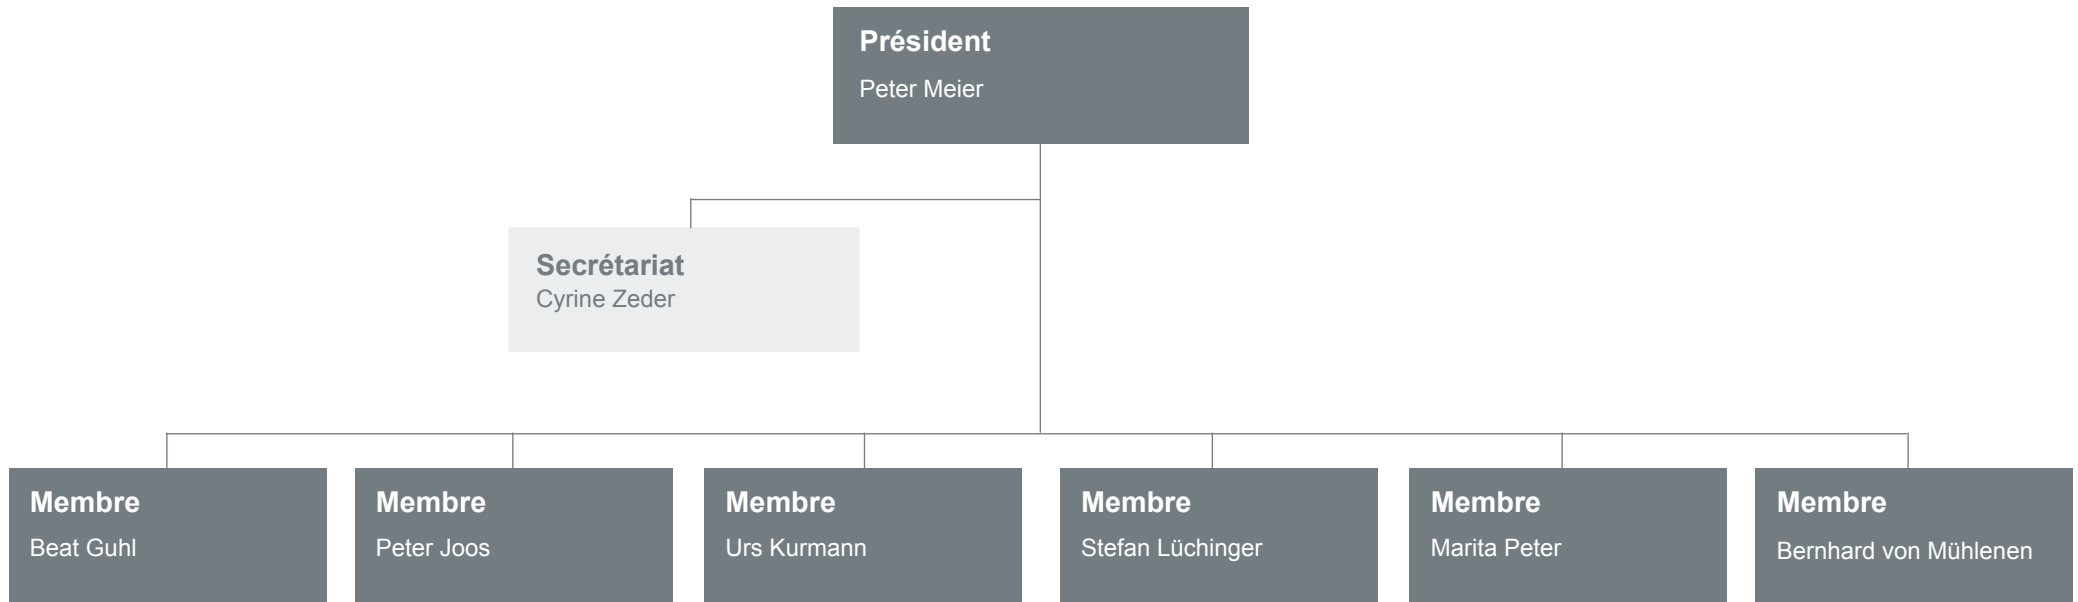 Président
Peter Meier
Secrétariat
Cyrine Zeder
Membre
Beat Guhl
Membre
Peter Joos
Membre
Urs Kurmann
Membre
Stefan Lüchinger
Membre
Marita Peter
Membre
Bernhard von Mühlenen